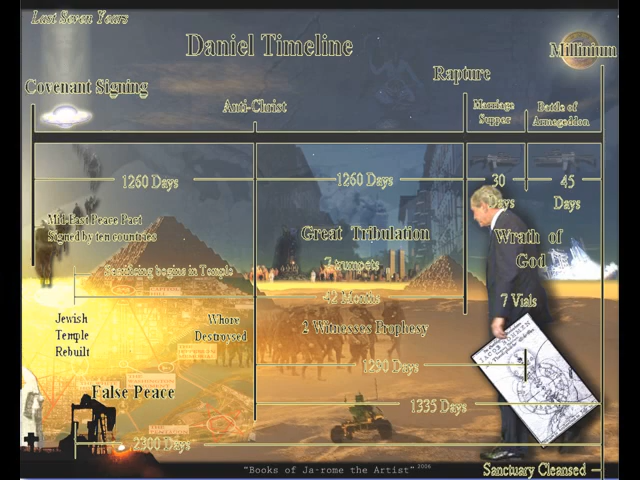 Last Seven Years
Daniel Timeline
Millinium
Rapture
Covenant Signing
Anti-Christ
Marriage
Supper
Battle of
Armegeddon
1260 Days
1260 Days
30
Days
45
Days
Mid-East Peace Pact
Signed by ten countries
Great Tribulation
Wrath of
God
7 trumpets
Sacrificing begins in Temple
42 Months
7 Vials
Jewish
Temple
Rebuilt
Whore
Destroysed
2 Witnesses Prophesy
1290 Days
False Peace
1335 Days
2300 Days
"Books of Ja-rome the Artist" 2006
Sanctuary Cleansed